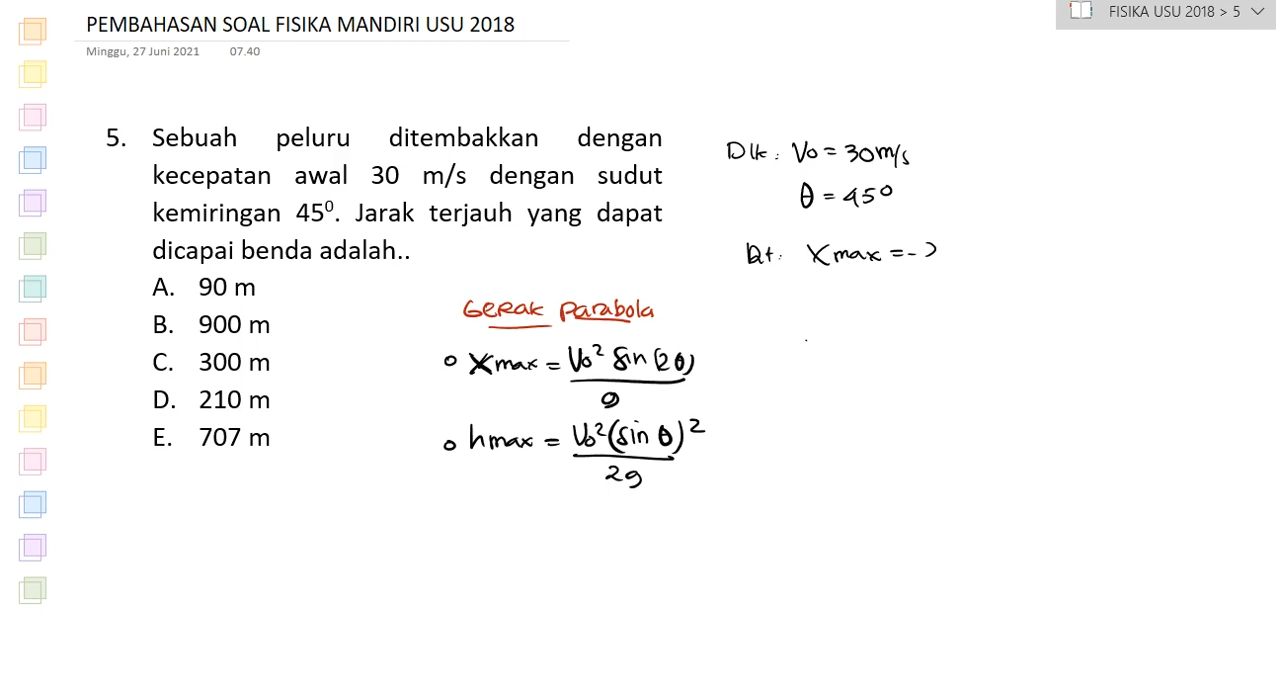 PEMBAHASAN SOAL FISIKA MANDIRI USU 2018
FISIKA USU 2018 > 5
Minggu, 27 Juni 2021 07.40
5. Sebuah peluru ditembakkan dengan
kecepatan awal 30 m/s dengan sudut
kemiringan 45⁰. Jarak terjauh yang dapat
dicapai benda adalah..
A. 90 m
B. 900 m
C. 300 m
D. 210 m
E. 707 m
Gerak Parabola
Xmax = Vo² sin (2θ)
g
hmax = Vo² (sin θ)²
2g
Dik : Vo = 30 m/s
θ = 45°
Dit : Xmax =